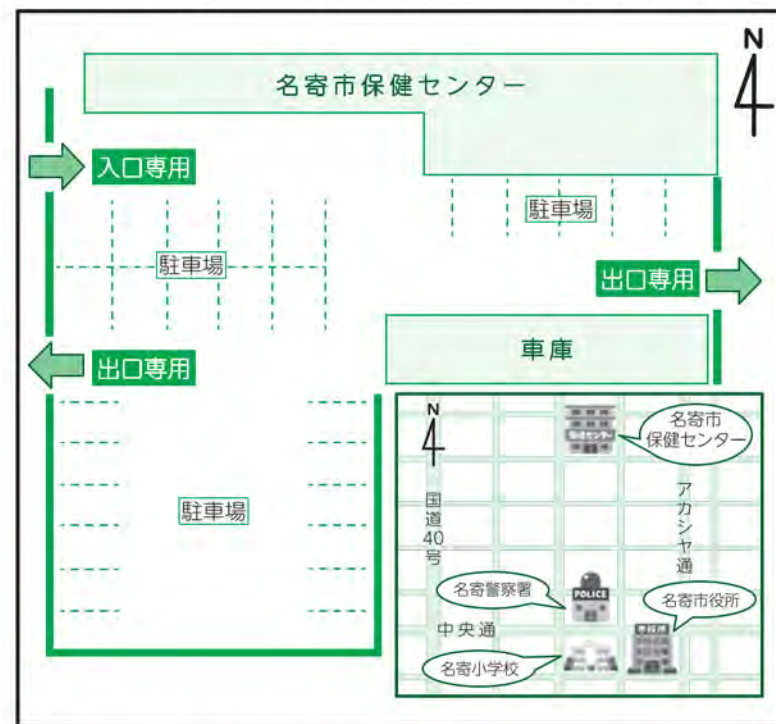 N
名寄市保健センター
入口専用
駐車場
駐車場
出口専用
出口専用
車庫
駐車場
N
名寄市
保健センター
国道40号
アカシヤ通
名寄警察署
POLICE
名寄市役所
中央通
名寄小学校